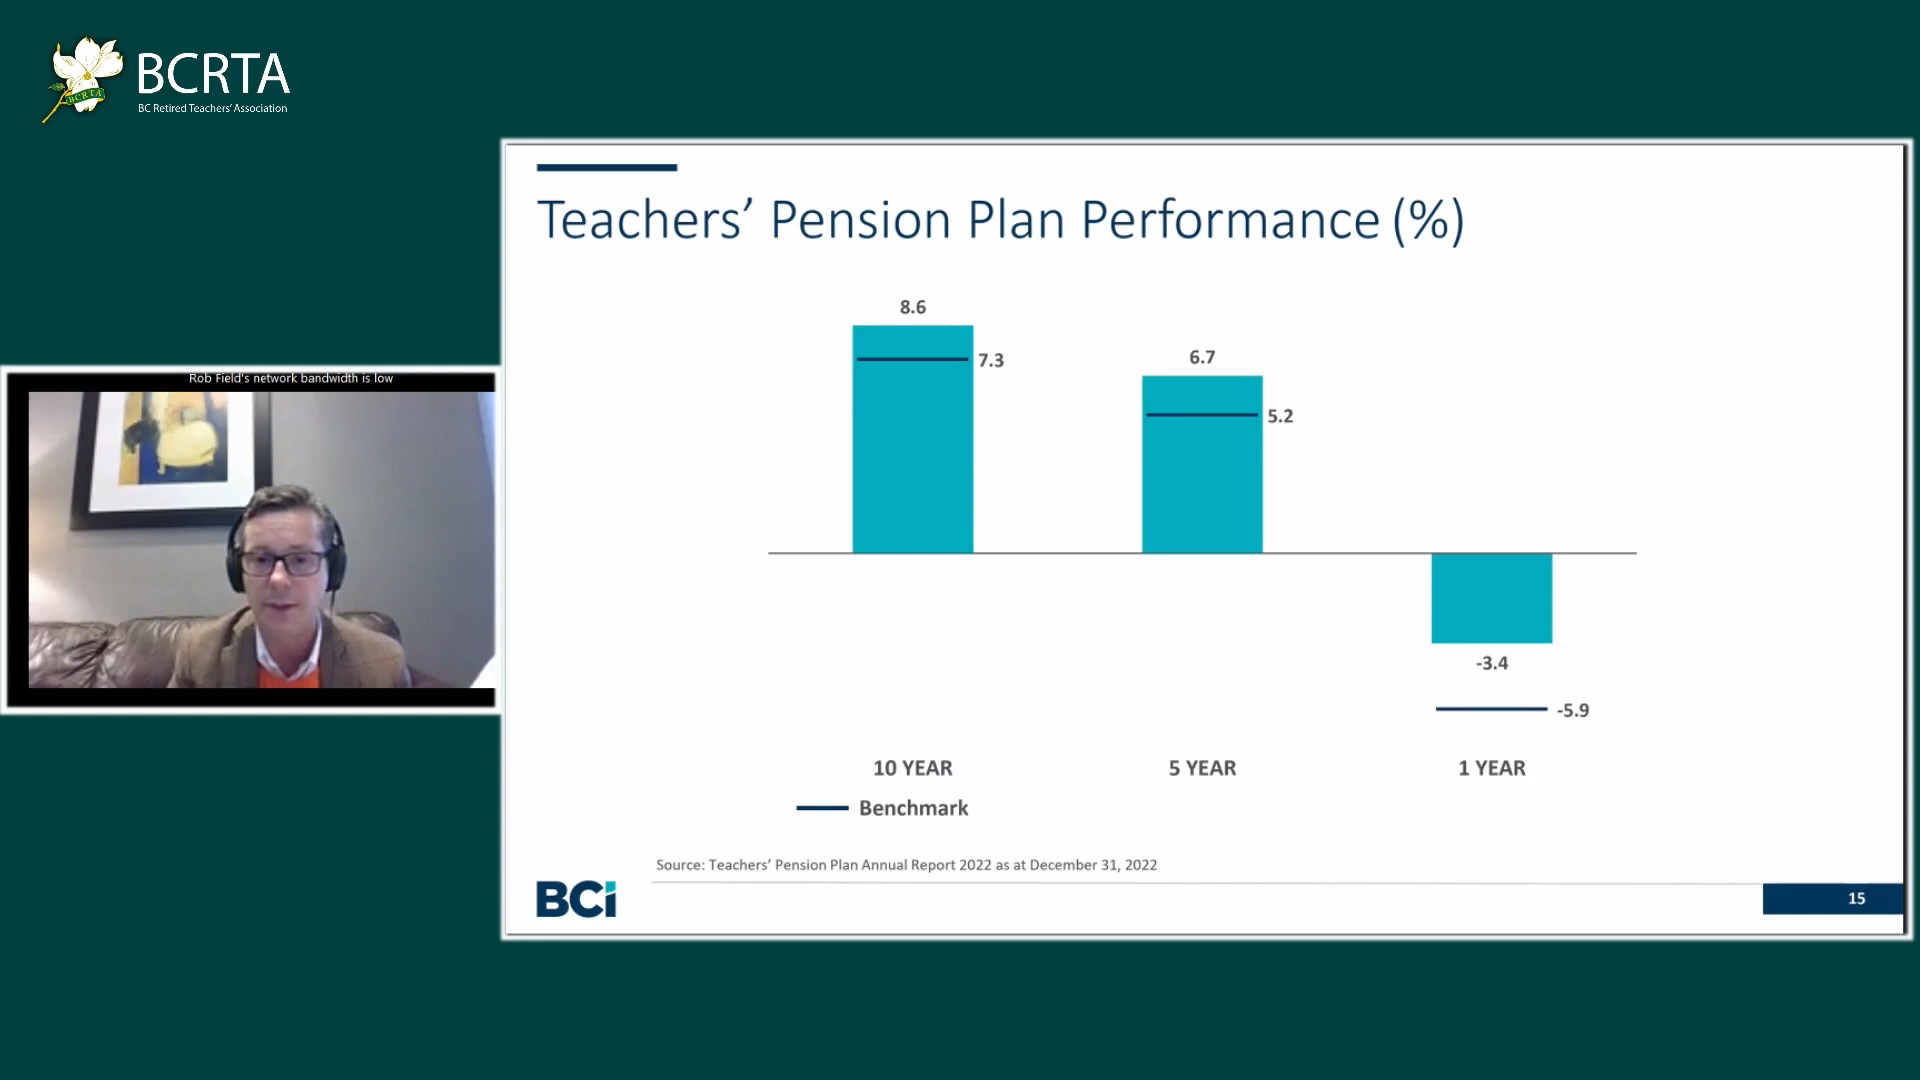 BCRTA
BC Retired Teachers' Association
BCRTA
Rob Field's network bandwidth is low
Teachers’ Pension Plan Performance (%)
8.6
7.3
6.7
5.2
-3.4
-5.9
10 YEAR
5 YEAR
1 YEAR
Benchmark
Source: Teachers’ Pension Plan Annual Report 2022 as at December 31, 2022
BCi
15